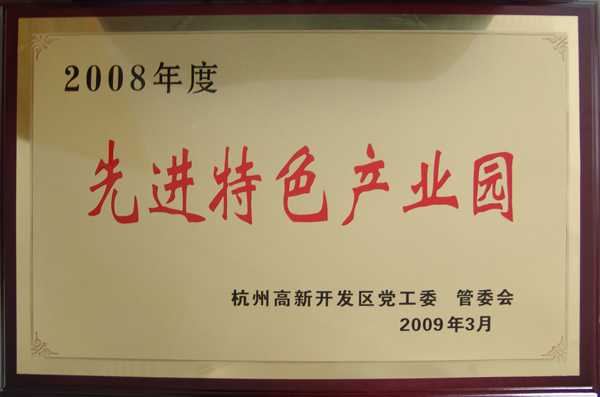 2008年度
先进特色产业园
杭州高新开发区党工委 管委会
2009年3月